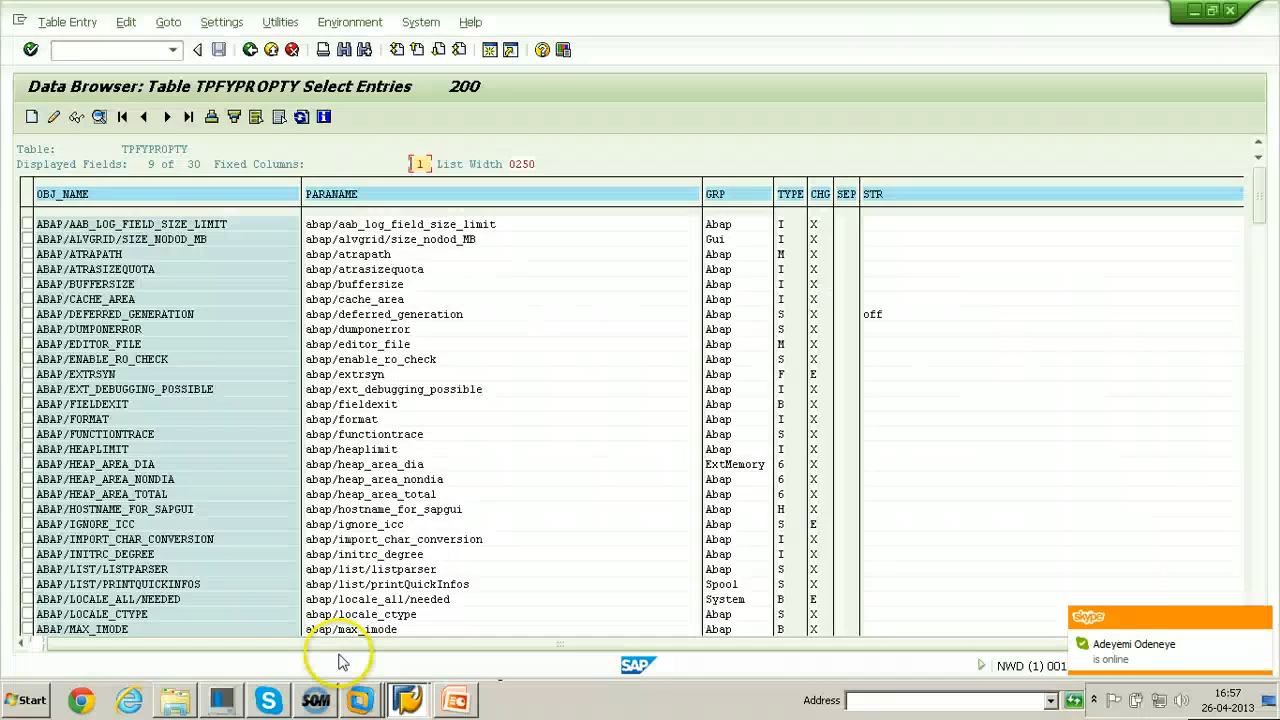 Table Entry Edit Goto Settings Utilities Environment System Help
Data Browser: Table TPFYPROPTY Select Entries 200
Table: TPFYPROPTY
Displayed Fields: 9 of 30 Fixed Columns: 1 List Width 0250
OBJ_NAME PARANAME GRP TYPE CHG SEP STR
ABAP/AAB_LOG_FIELD_SIZE_LIMIT abap/aab_log_field_size_limit Abap I X
ABAP/ALVGRID/SIZE_NODOD_MB abap/alvgrid/size_nodod_MB Gui I X
ABAP/ATRAPATH abap/atrapath Abap M X
ABAP/ATRASIZEQUOTA abap/atrasizequota Abap I X
ABAP/BUFFERSIZE abap/buffersize Abap I X
ABAP/CACHE_AREA abap/cache_area Abap I X
ABAP/DEFERRED_GENERATION abap/deferred_generation Abap S X off
ABAP/DUMPONERROR abap/dumponerror Abap S X
ABAP/EDITOR_FILE abap/editor_file Abap M X
ABAP/ENABLE_RO_CHECK abap/enable_ro_check Abap S X
ABAP/EXTRSYN abap/extrsyn Abap F E
ABAP/EXT_DEBUGGING_POSSIBLE abap/ext_debugging_possible Abap I X
ABAP/FIELDEXIT abap/fieldexit Abap B X
ABAP/FORMAT abap/format Abap I X
ABAP/FUNCTIONTRACE abap/functiontrace Abap S X
ABAP/HEAPLIMIT abap/heaplimit Abap I X
ABAP/HEAP_AREA_DIA abap/heap_area_dia ExtMemory 6 X
ABAP/HEAP_AREA_NONDIA abap/heap_area_nondia Abap 6 X
ABAP/HEAP_AREA_TOTAL abap/heap_area_total Abap 6 X
ABAP/HOSTNAME_FOR_SAPGUI abap/hostname_for_sapgui Abap H X
ABAP/IGNORE_ICC abap/ignore_icc Abap S E
ABAP/IMPORT_CHAR_CONVERSION abap/import_char_conversion Abap I X
ABAP/INITRC_DEGREE abap/initrc_degree Abap I X
ABAP/LIST/LISTPARSER abap/list/listparser Abap S X
ABAP/LIST/PRINTQUICKINFOS abap/list/printQuickInfos Spool S X
ABAP/LOCALE_ALL/NEEDED abap/locale_all/needed System B E
ABAP/LOCALE_CTYPE abap/locale_ctype Abap S X
ABAP/MAX_IMODE abap/max_imode Abap B X
skype
Adeyemi Odeneye
is online
SAP NWD (1) 001
Start SOM Address 16:57
26-04-2013